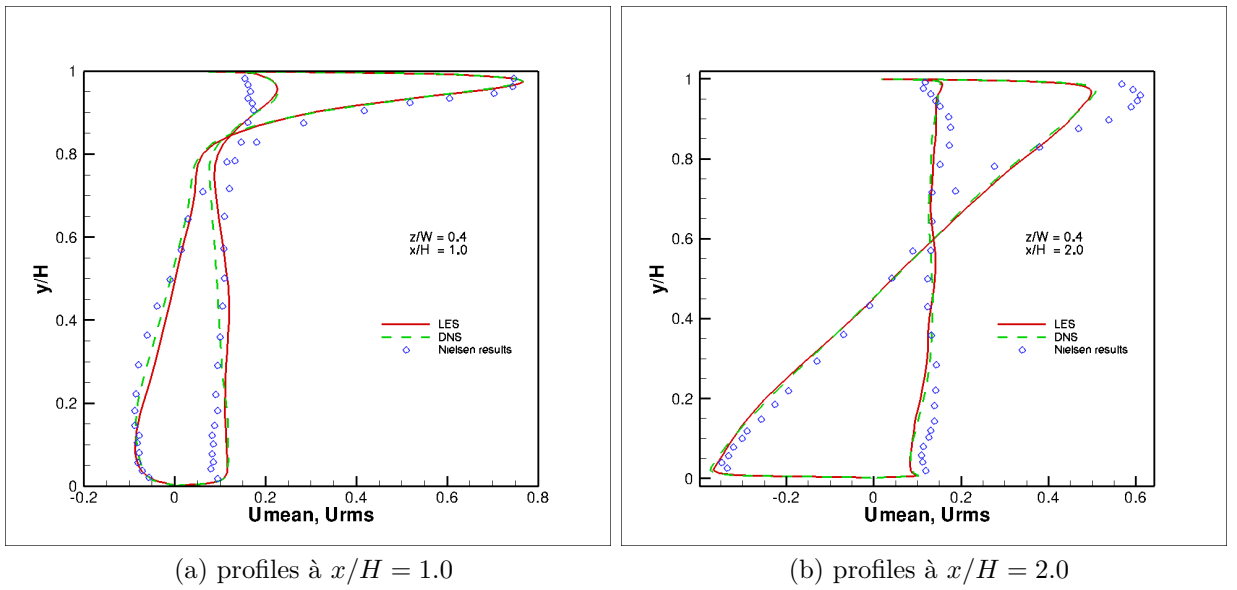 1
0.8
0.6
0.4
0.2
0
y/H
-0.2
0
0.2
0.4
0.6
0.8
Umean, Urms
z/W = 0.4
x/H = 1.0
LES
DNS
Nielsen results
(a) profiles à x/H = 1.0
1
0.8
0.6
0.4
0.2
0
y/H
-0.2
0
0.2
0.4
0.6
Umean, Urms
z/W = 0.4
x/H = 2.0
LES
DNS
Nielsen results
(b) profiles à x/H = 2.0